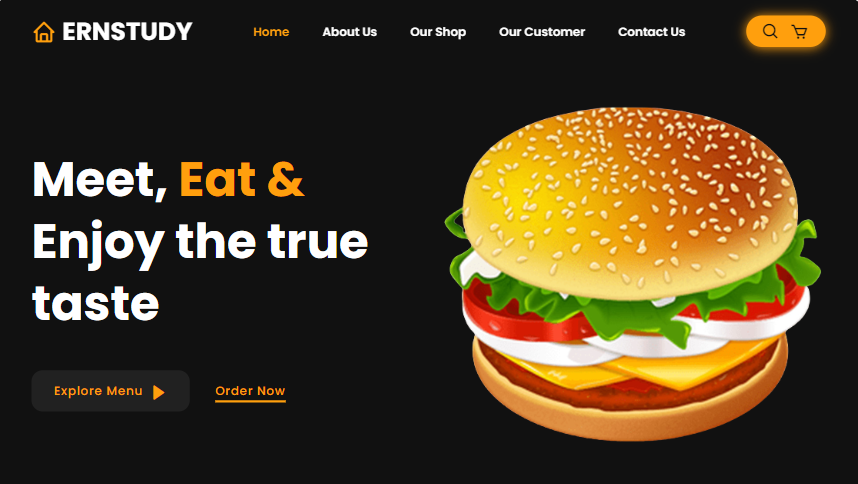 ERNSTUDY
Home
About Us
Our Shop
Our Customer
Contact Us
Meet, Eat &
Enjoy the true
taste
Explore Menu
Order Now